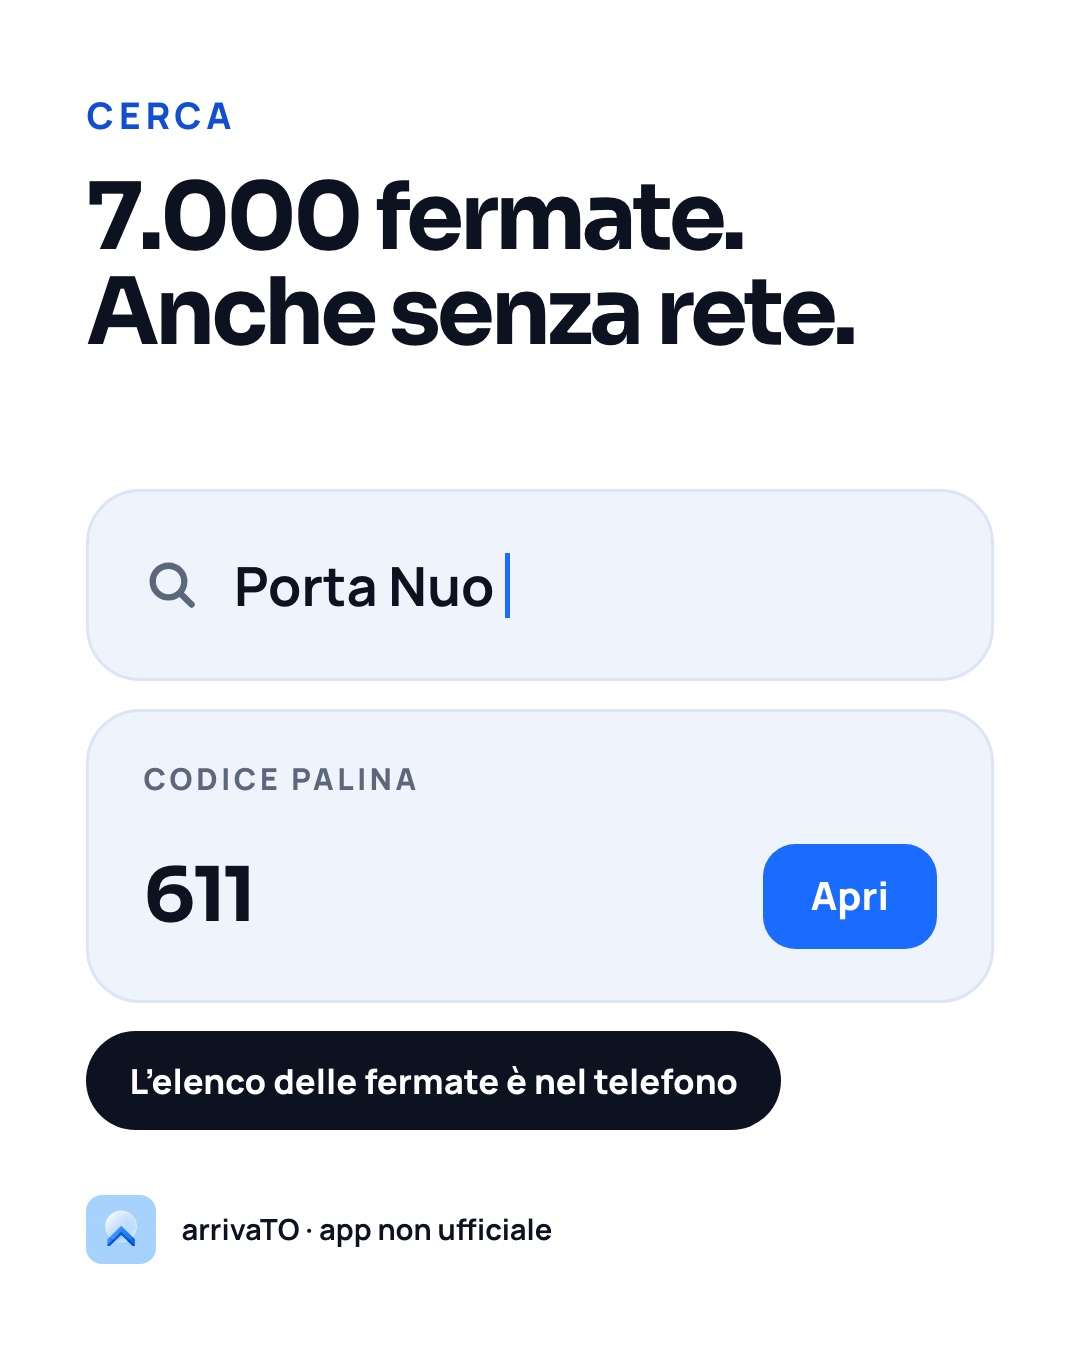 CERCA
7.000 fermate.
Anche senza rete.
Porta Nuo
CODICE PALINA
611
Apri
L’elenco delle fermate è nel telefono
arrivaTO · app non ufficiale